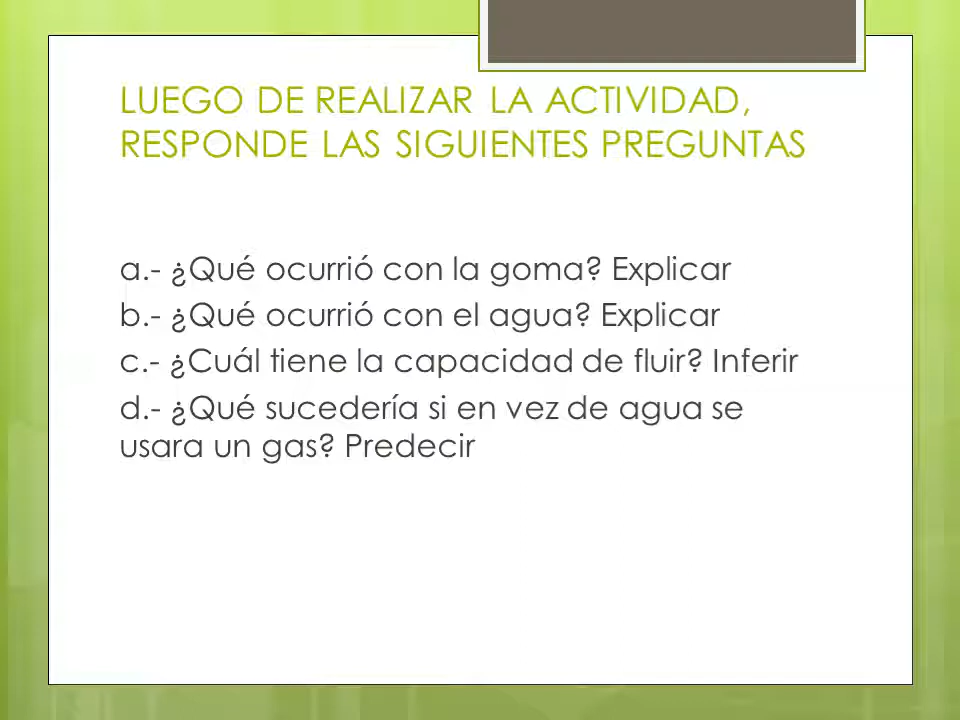 LUEGO DE REALIZAR LA ACTIVIDAD,
RESPONDE LAS SIGUIENTES PREGUNTAS
a.- ¿Qué ocurrió con la goma? Explicar
b.- ¿Qué ocurrió con el agua? Explicar
c.- ¿Cuál tiene la capacidad de fluir? Inferir
d.- ¿Qué sucedería si en vez de agua se
usara un gas? Predecir